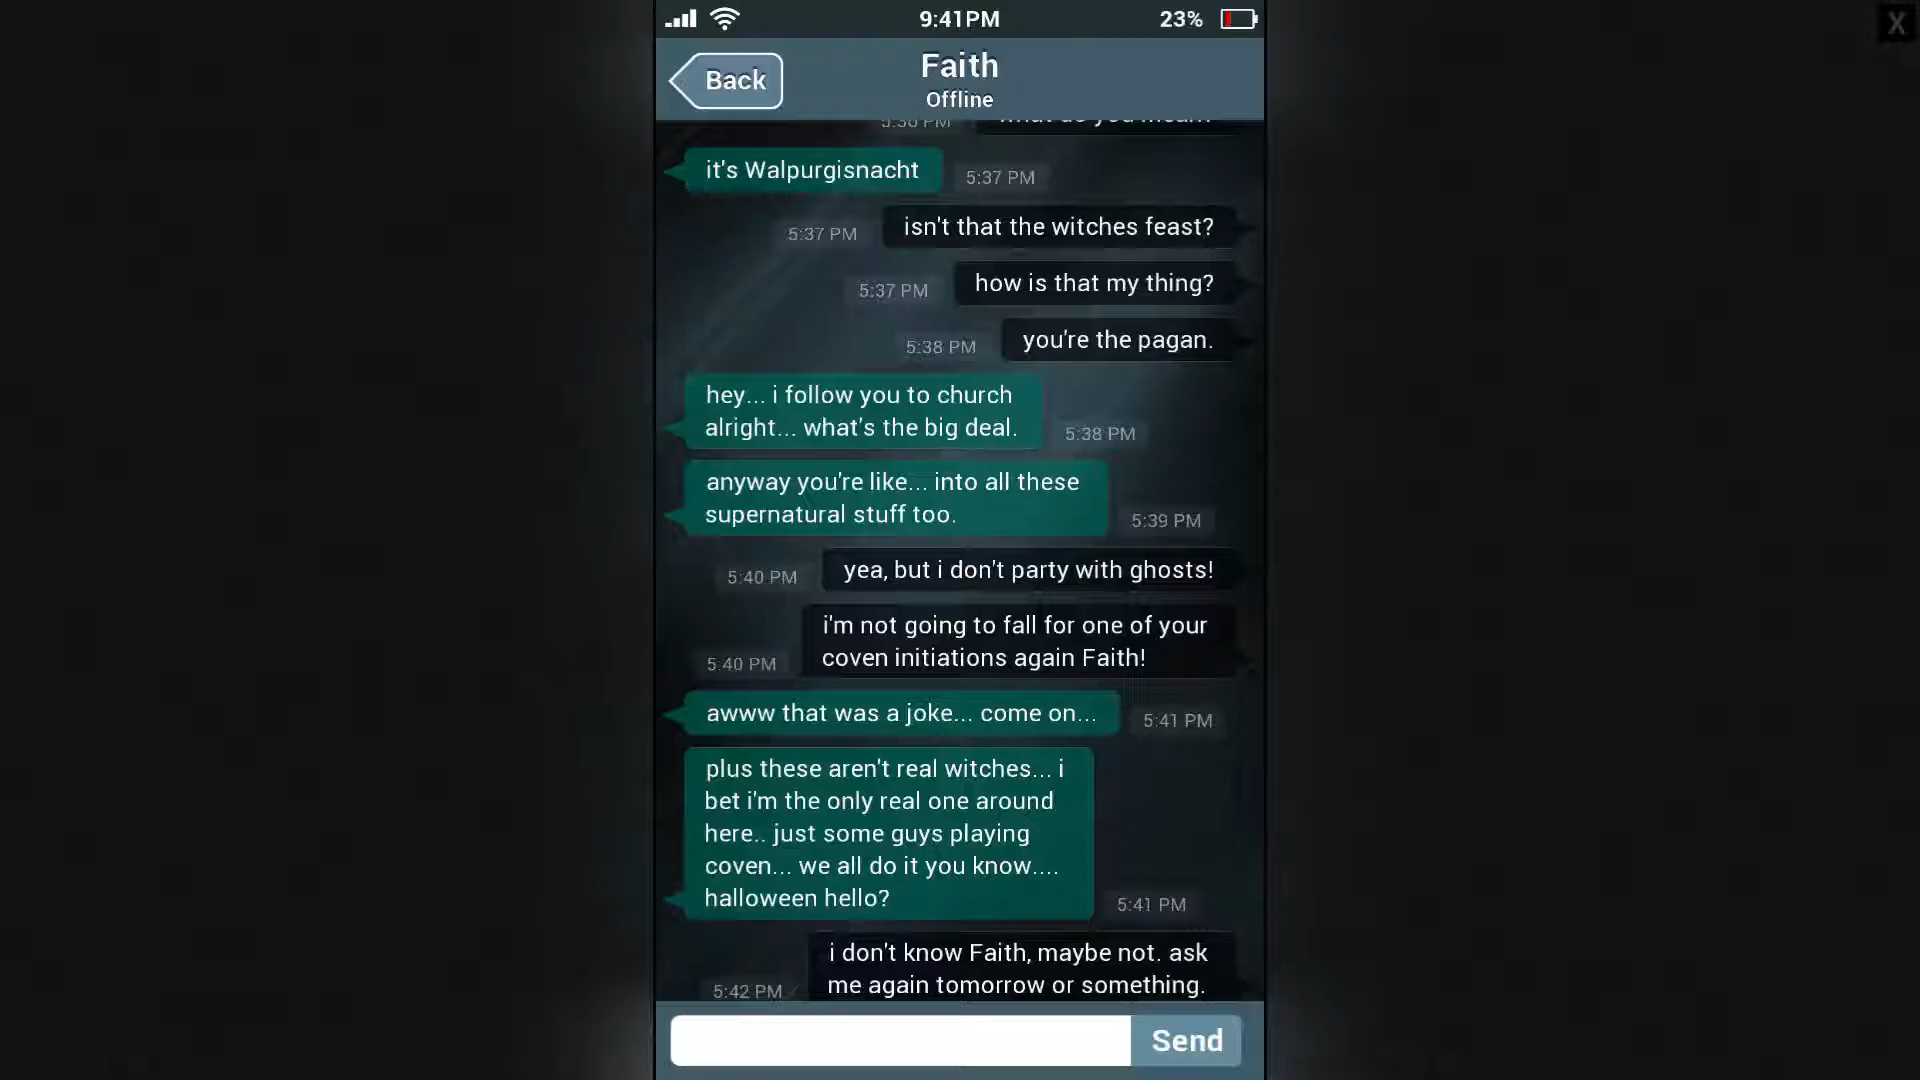 9:41PM
23%
X
Back
Faith
Offline
it's Walpurgisnacht
5:37 PM
5:37 PM
isn't that the witches feast?
5:37 PM
how is that my thing?
5:38 PM
you're the pagan.
hey... i follow you to church
alright... what's the big deal.
5:38 PM
anyway you're like... into all these
supernatural stuff too.
5:39 PM
5:40 PM
yea, but i don't party with ghosts!
i'm not going to fall for one of your
coven initiations again Faith!
5:40 PM
awww that was a joke... come on...
5:41 PM
plus these aren't real witches... i
bet i'm the only real one around
here.. just some guys playing
coven... we all do it you know....
halloween hello?
5:41 PM
i don't know Faith, maybe not. ask
me again tomorrow or something.
5:42 PM
Send